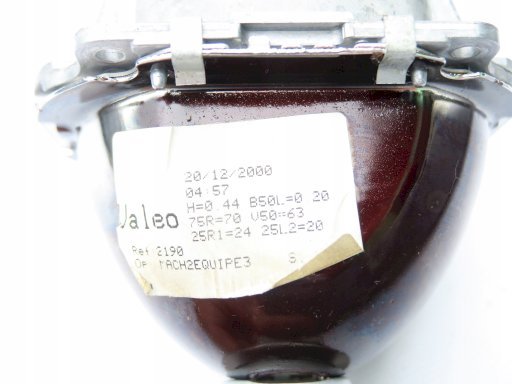 20/12/2000
04:57
H=0.44 B50L=0 20
Valeo 75R=70 V50=63
25R1=24 25L2=20
Ref 2190
Op MACH2EQUIPE3 S